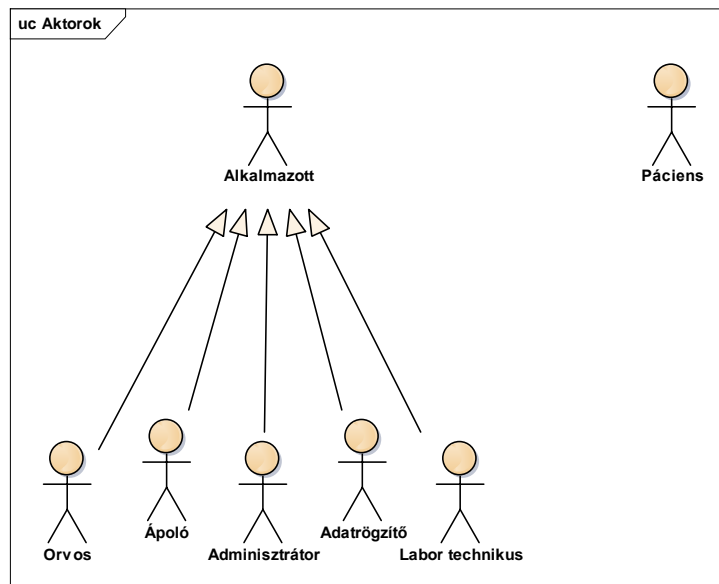 uc Aktorok
Alkalmazott
Páciens
Orvos
Ápoló
Adminisztrátor
Adatrögzítő
Labor technikus